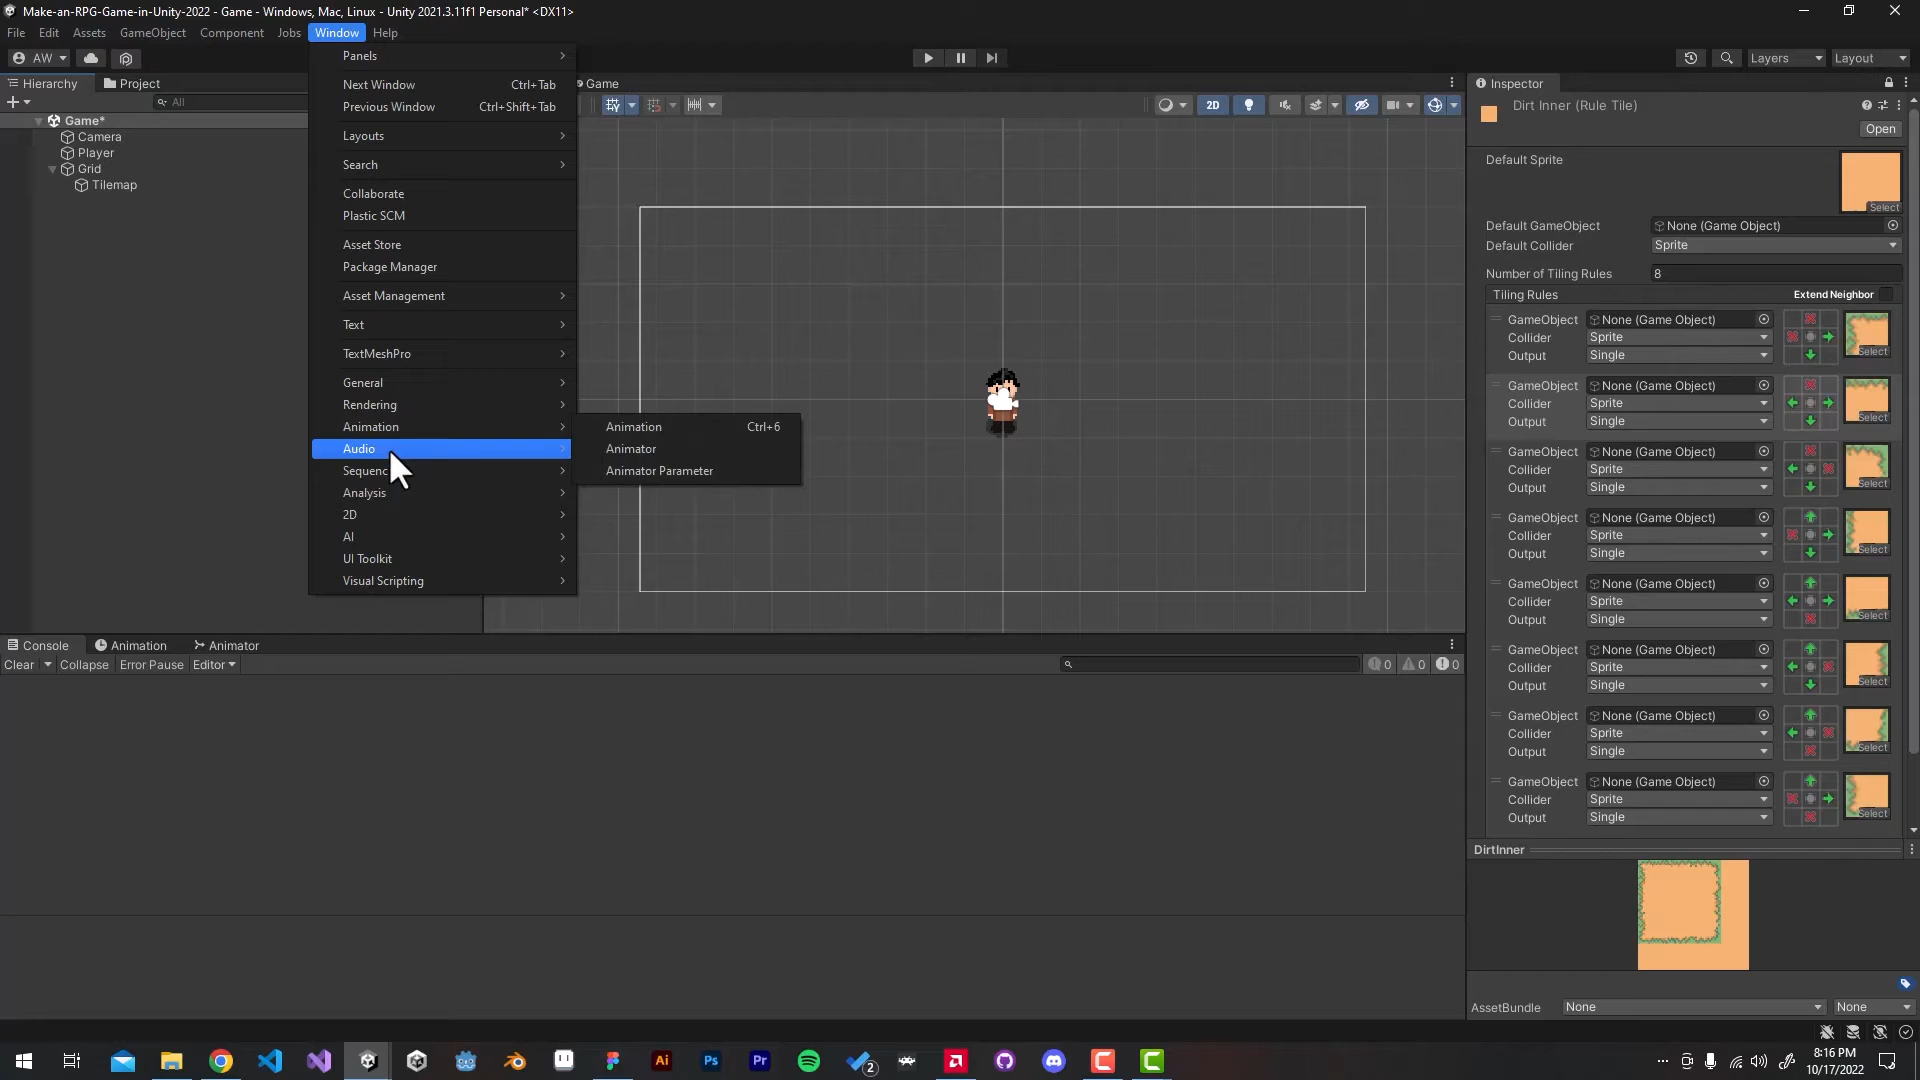 Make-an-RPG-Game-in-Unity-2022 - Game - Windows, Mac, Linux - Unity 2021.3.11f1 Personal* <DX11>
File Edit Assets GameObject Component Jobs Window Help
AW
Layers
Layout
Hierarchy
Project
All
Game*
Camera
Player
Grid
Tilemap
Panels
Next Window Ctrl+Tab
Previous Window Ctrl+Shift+Tab
Layouts
Search
Collaborate
Plastic SCM
Asset Store
Package Manager
Asset Management
Text
TextMeshPro
General
Rendering
Animation
Audio
Sequenc
Analysis
2D
AI
UI Toolkit
Visual Scripting
Animation Ctrl+6
Animator
Animator Parameter
Game
2D
Console
Animation
Animator
Clear Collapse Error Pause Editor
0 0 0
Inspector
Dirt Inner (Rule Tile)
Open
Default Sprite
Select
Default GameObject None (Game Object)
Default Collider Sprite
Number of Tiling Rules 8
Tiling Rules Extend Neighbor
GameObject None (Game Object)
Collider Sprite
Output Single
Select
GameObject None (Game Object)
Collider Sprite
Output Single
Select
GameObject None (Game Object)
Collider Sprite
Output Single
Select
GameObject None (Game Object)
Collider Sprite
Output Single
Select
GameObject None (Game Object)
Collider Sprite
Output Single
Select
GameObject None (Game Object)
Collider Sprite
Output Single
Select
GameObject None (Game Object)
Collider Sprite
Output Single
Select
GameObject None (Game Object)
Collider Sprite
Output Single
Select
DirtInner
AssetBundle None None
Ai
Ps
Pr
2
8:16 PM
10/17/2022